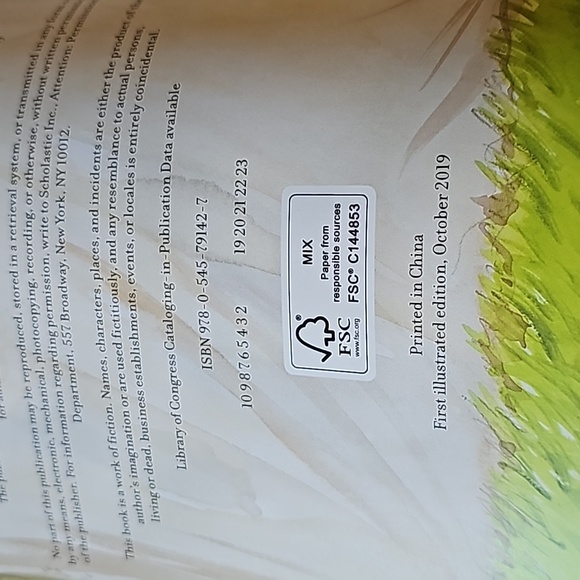 No part of this publication may be reproduced, stored in a retrieval system, or transmitted in any form,
by any means, electronic, mechanical, photocopying, recording, or otherwise, without written
of the publisher. For information regarding permission, write to Scholastic Inc., Attention:
Department, 557 Broadway, New York, NY 10012.
This book is a work of fiction. Names, characters, places, and incidents are either the product of
author's imagination or are used fictitiously, and any resemblance to actual persons,
living or dead, business establishments, events, or locales is entirely coincidental.
Library of Congress Cataloging-in-Publication Data available
ISBN 978-0-545-79142-7
10 9 8 7 6 5 4 3 2 19 20 21 22 23
FSC®
www.fsc.org
MIX
Paper from
responsible sources
FSC® C144853
Printed in China
First illustrated edition, October 2019